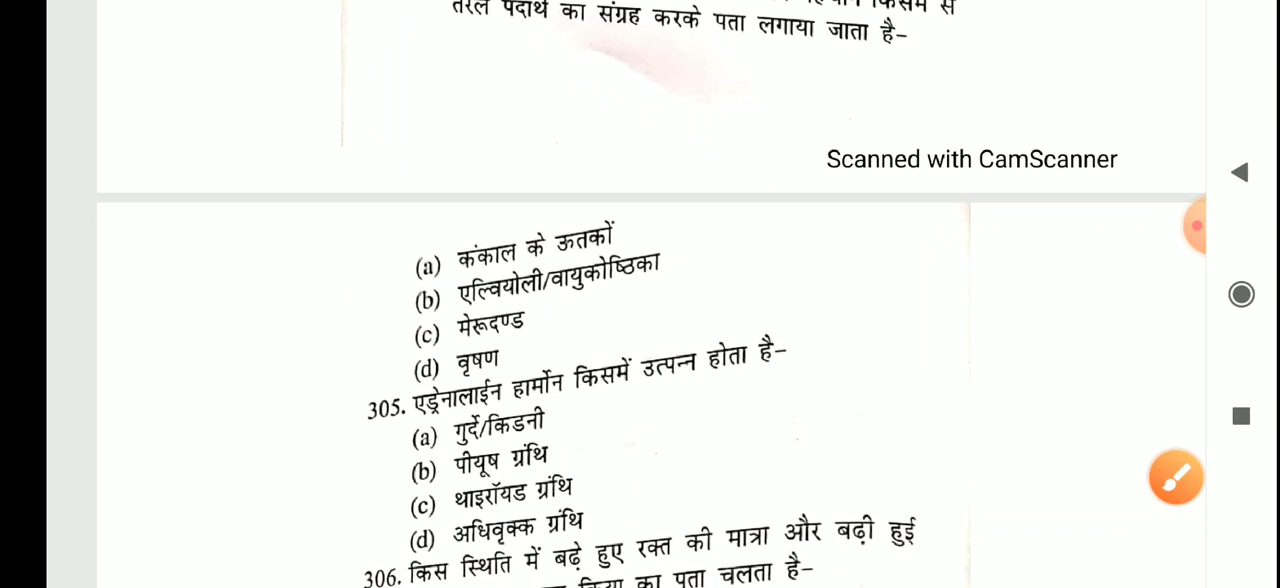 किसमें से
तरल पदार्थ का संग्रह करके पता लगाया जाता है-
Scanned with CamScanner
(a) कंकाल के ऊतकों
(b) एल्वियोली/वायुकोष्ठिका
(c) मेरूदण्ड
(d) वृषण
305. एड्रेनालाईन हार्मोन किसमें उत्पन्न होता है-
(a) गुर्दे/किडनी
(b) पीयूष ग्रंथि
(c) थाइरॉयड ग्रंथि
(d) अधिवृक्क ग्रंथि
306. किस स्थिति में बढ़े हुए रक्त की मात्रा और बढ़ी हुई
का पता चलता है-